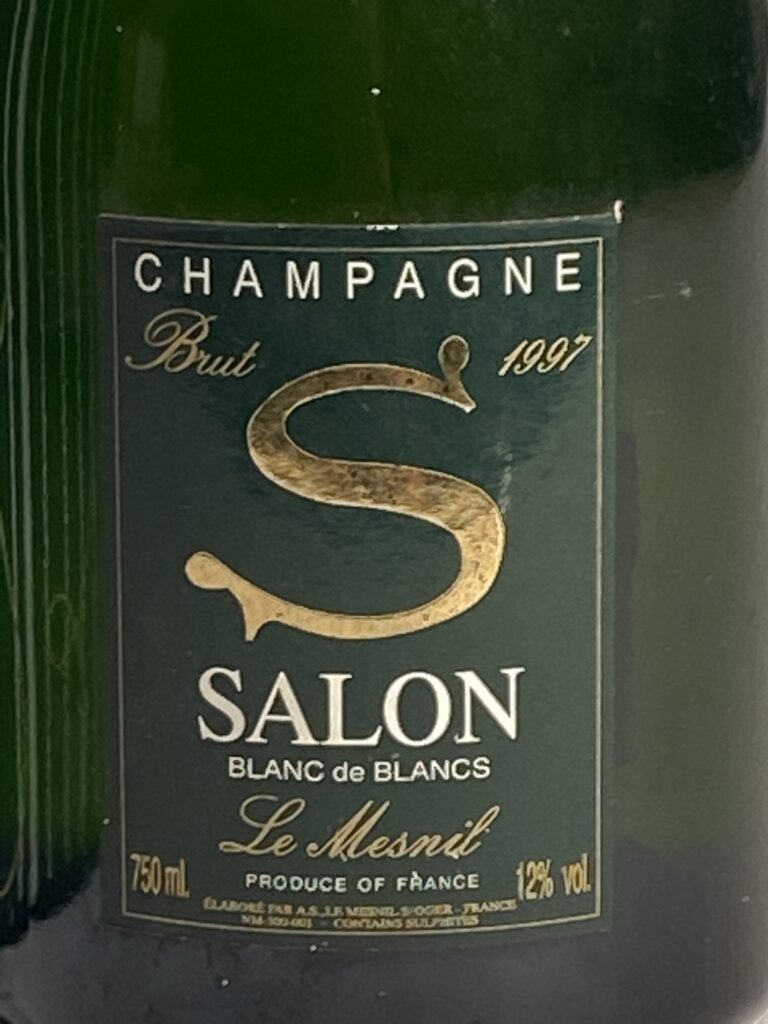 CHAMPAGNE
Brut 1997
S
SALON
BLANC de BLANCS
Le Mesnil
750 ml. PRODUCE OF FRANCE 12% vol.
ÉLABORÉ PAR A.S. LE MESNIL S/OGER - FRANCE
CONTAINS SULPHITES